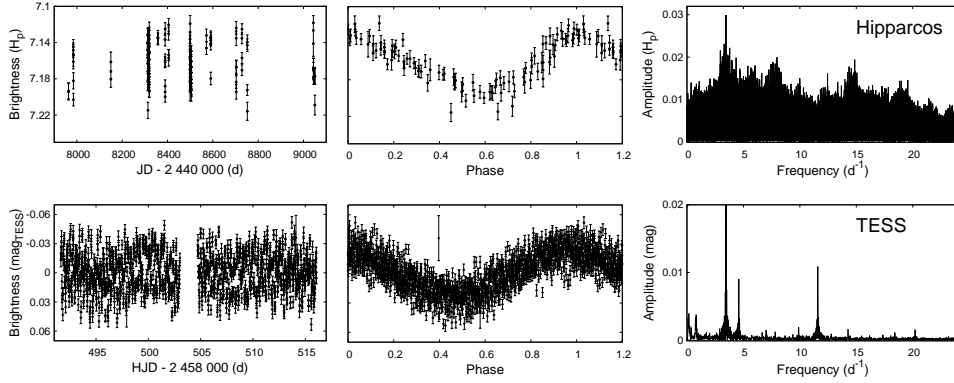 7.1
7.14
7.18
7.22
Brightness (Hp)
8000 8200 8400 8600 8800 9000
JD - 2 440 000 (d)
0 0.2 0.4 0.6 0.8 1 1.2
Phase
0.03
0.02
0.01
0
Amplitude (Hp)
Hipparcos
0 5 10 15 20
Frequency (d-1)
-0.06
-0.03
0
0.03
0.06
Brightness (magTESS)
495 500 505 510 515
HJD - 2 458 000 (d)
0 0.2 0.4 0.6 0.8 1 1.2
Phase
0.02
0.01
0
Amplitude (mag)
TESS
0 5 10 15 20
Frequency (d-1)